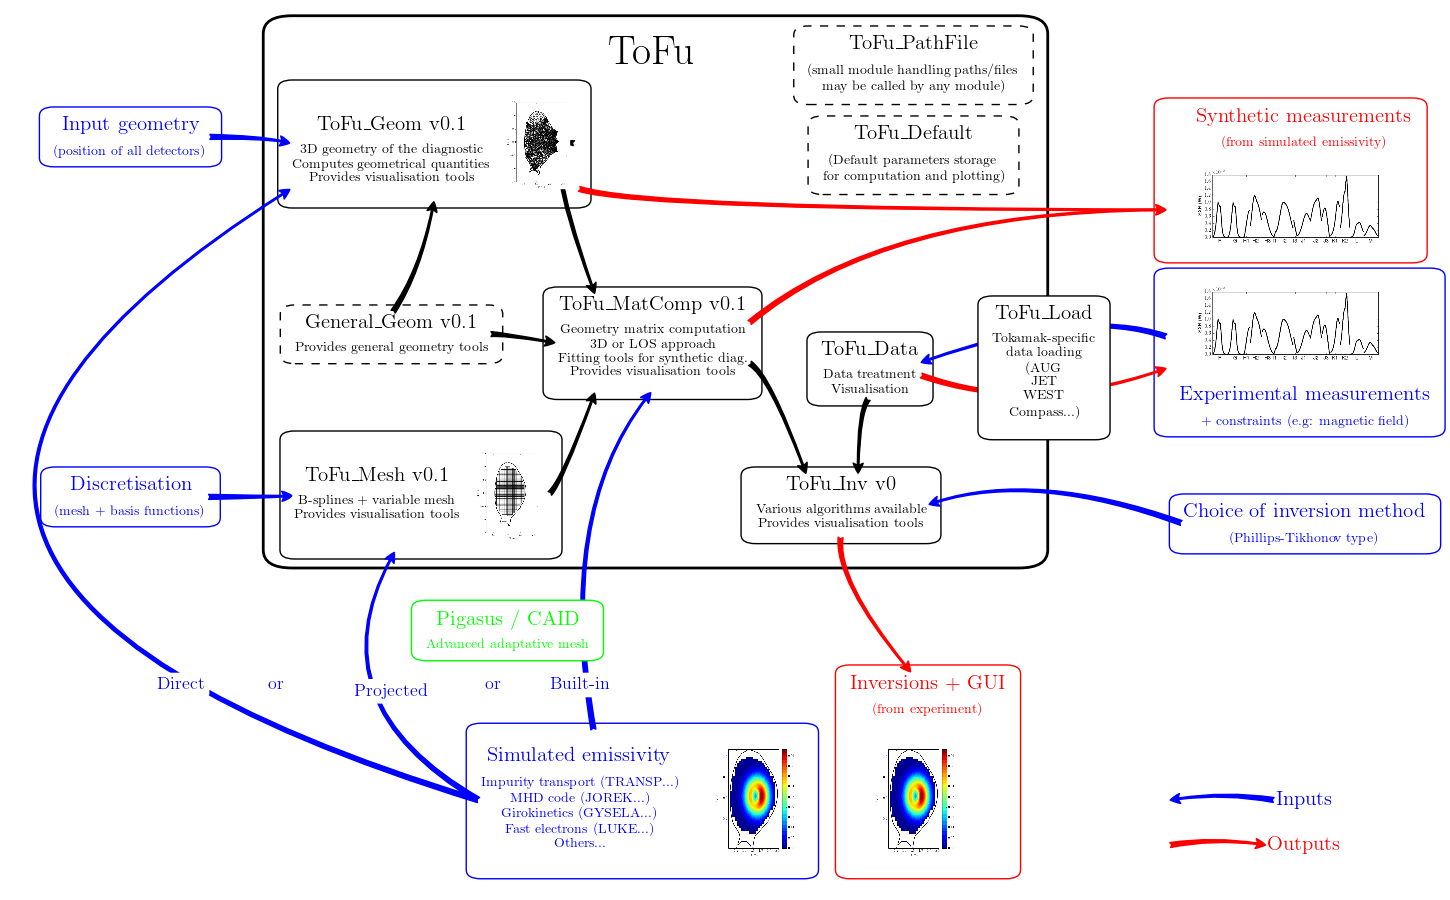 ToFu
ToFu_PathFile
(small module handling paths/files
may be called by any module)
ToFu_Default
(Default parameters storage
for computation and plotting)
Input geometry
(position of all detectors)
ToFu_Geom v0.1
3D geometry of the diagnostic
Computes geometrical quantities
Provides visualisation tools
Synthetic measurements
(from simulated emissivity)
General_Geom v0.1
Provides general geometry tools
ToFu_MatComp v0.1
Geometry matrix computation
3D or LOS approach
Fitting tools for synthetic diag.
Provides visualisation tools
ToFu_Data
Data treatment
Visualisation
ToFu_Load
Tokamak-specific
data loading
(AUG
JET
WEST
Compass...)
Experimental measurements
+ constraints (e.g: magnetic field)
Discretisation
(mesh + basis functions)
ToFu_Mesh v0.1
B-splines + variable mesh
Provides visualisation tools
ToFu_Inv v0
Various algorithms available
Provides visualisation tools
Choice of inversion method
(Phillips-Tikhonov type)
Pigasus / CAID
Advanced adaptative mesh
Direct
or
Projected
or
Built-in
Simulated emissivity
Impurity transport (TRANSP...)
MHD code (JOREK...)
Girokinetics (GYSELA...)
Fast electrons (LUKE...)
Others...
Inversions + GUI
(from experiment)
Inputs
Outputs